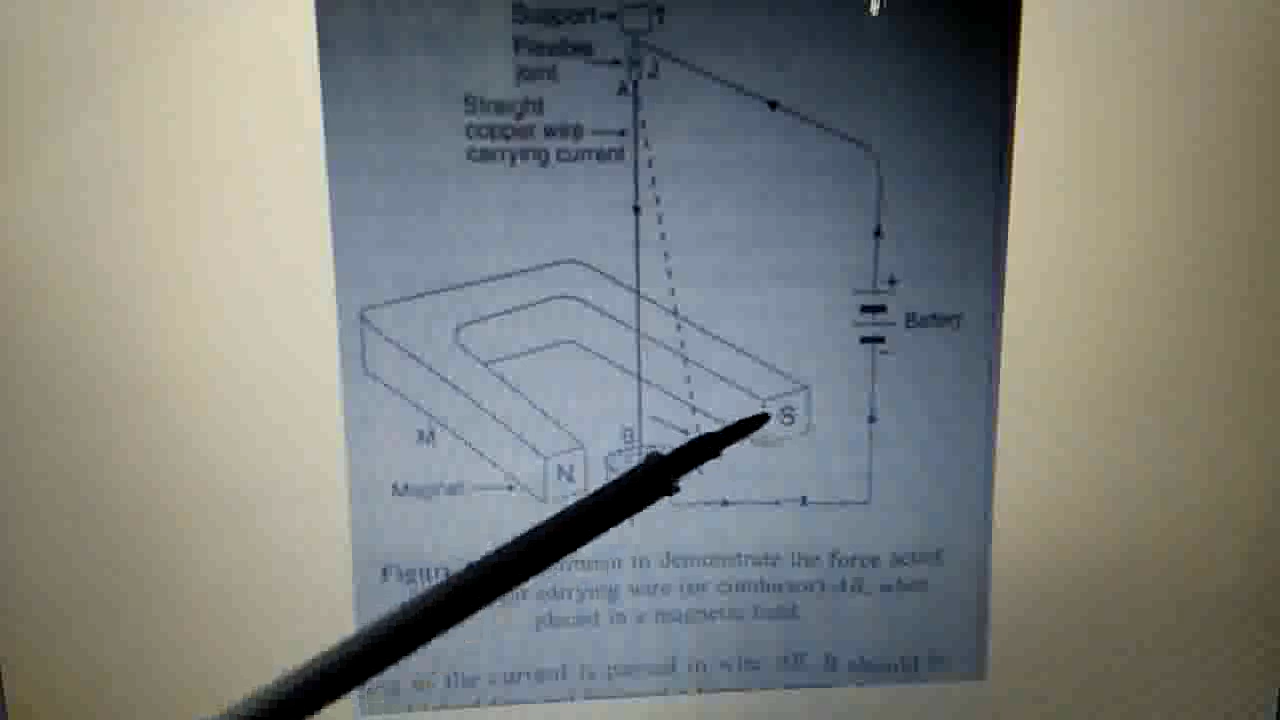 Support
T
Flexible
joint
J
A
Straight
copper wire
carrying current
+
Battery
-
S
M
B
N
Magnet
to demonstrate the force acted
carrying wire (or conductor) AB, when
placed in a magnetic field.
the current is passed in wire AB. It should